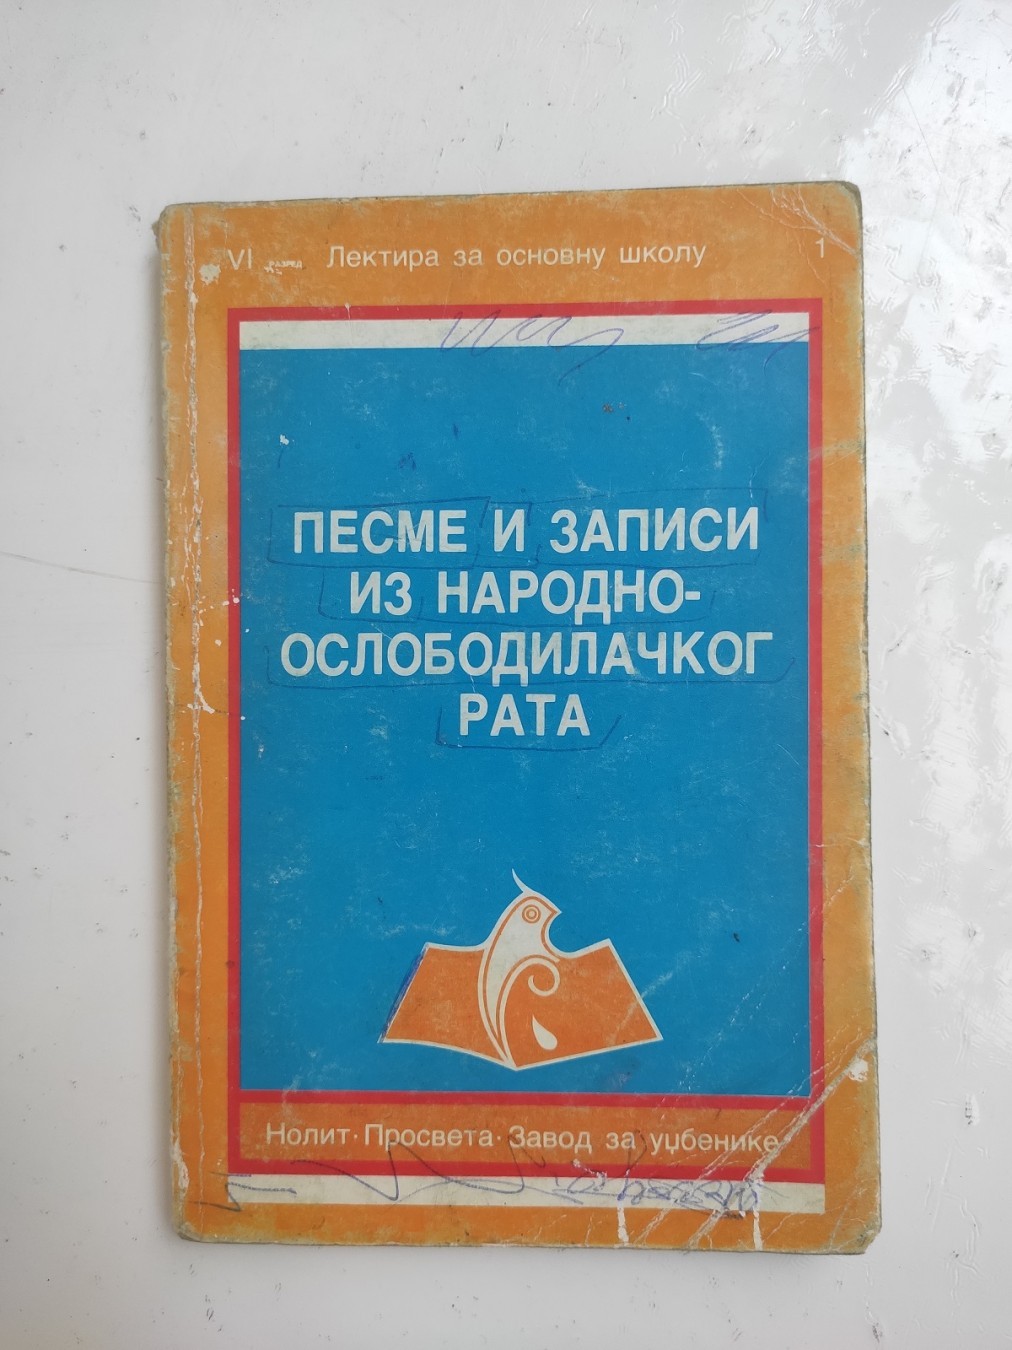 VI РАЗРЕД Лектира за основну школу 1
ПЕСМЕ И ЗАПИСИ
ИЗ НАРОДНО-
ОСЛОБОДИЛАЧКОГ
РАТА
Нолит · Просвета · Завод за уџбенике